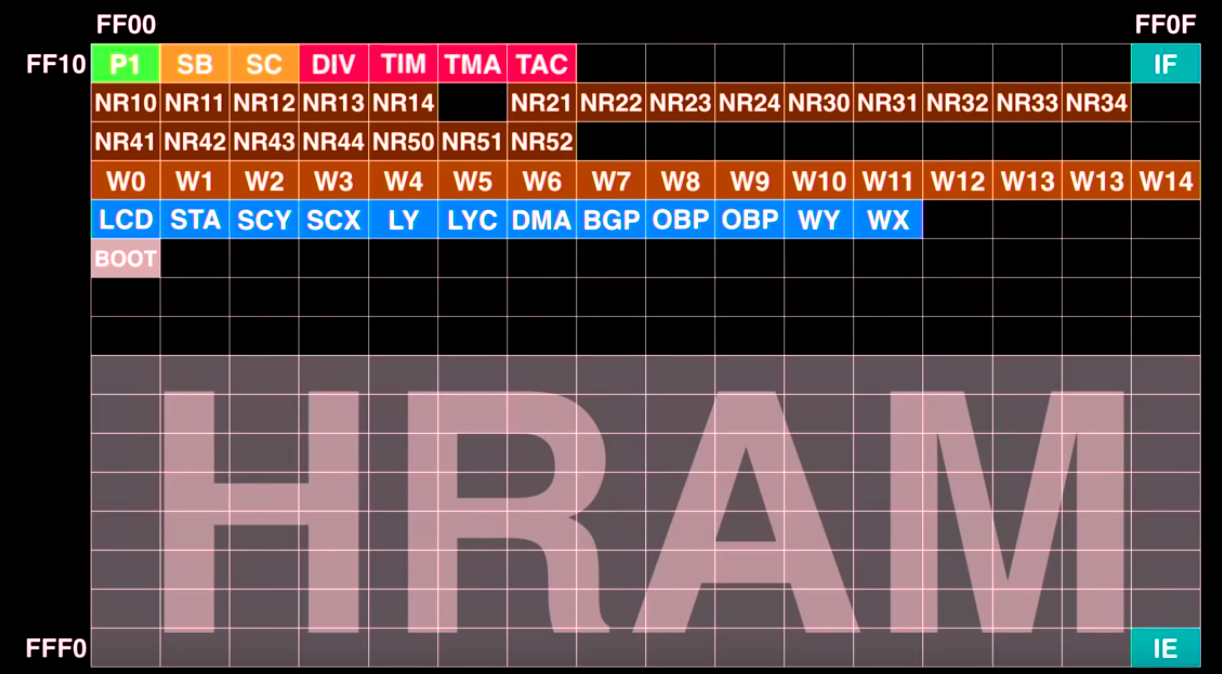 FF00 FF0F
FF10 P1 SB SC DIV TIM TMA TAC IF
NR10 NR11 NR12 NR13 NR14 NR21 NR22 NR23 NR24 NR30 NR31 NR32 NR33 NR34
NR41 NR42 NR43 NR44 NR50 NR51 NR52
W0 W1 W2 W3 W4 W5 W6 W7 W8 W9 W10 W11 W12 W13 W13 W14
LCD STA SCY SCX LY LYC DMA BGP OBP OBP WY WX
BOOT
HRAM
FFF0 IE